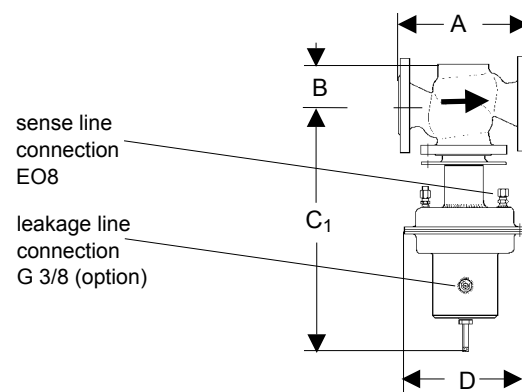 A
B
sense line
connection
EO8
C₁
leakage line
connection
G 3/8 (option)
D